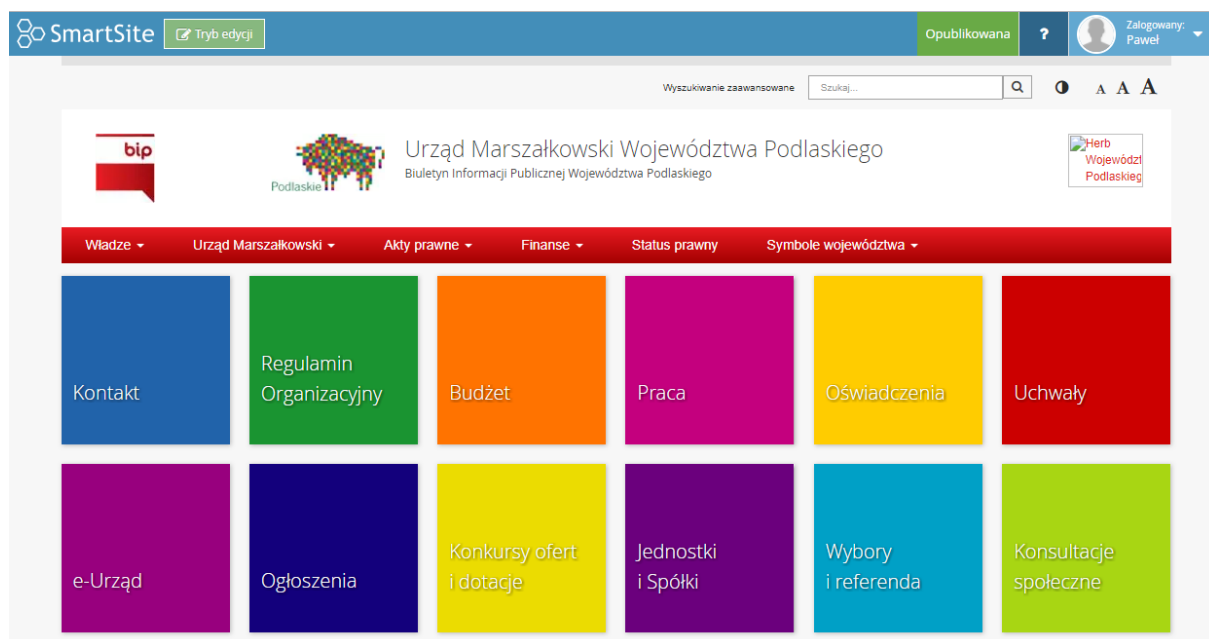 SmartSite
Tryb edycji
Opublikowana
?
Zalogowany:
Paweł
Wyszukiwanie zaawansowane
Szukaj...
A A A
bip
Podlaskie
Urząd Marszałkowski Województwa Podlaskiego
Biuletyn Informacji Publicznej Województwa Podlaskiego
Herb
Wojewódz
Podlaskieg
Władze
Urząd Marszałkowski
Akty prawne
Finanse
Status prawny
Symbole województwa
Kontakt
Regulamin
Organizacyjny
Budżet
Praca
Oświadczenia
Uchwały
e-Urząd
Ogłoszenia
Konkursy ofert
i dotacje
Jednostki
i Spółki
Wybory
i referenda
Konsultacje
społeczne